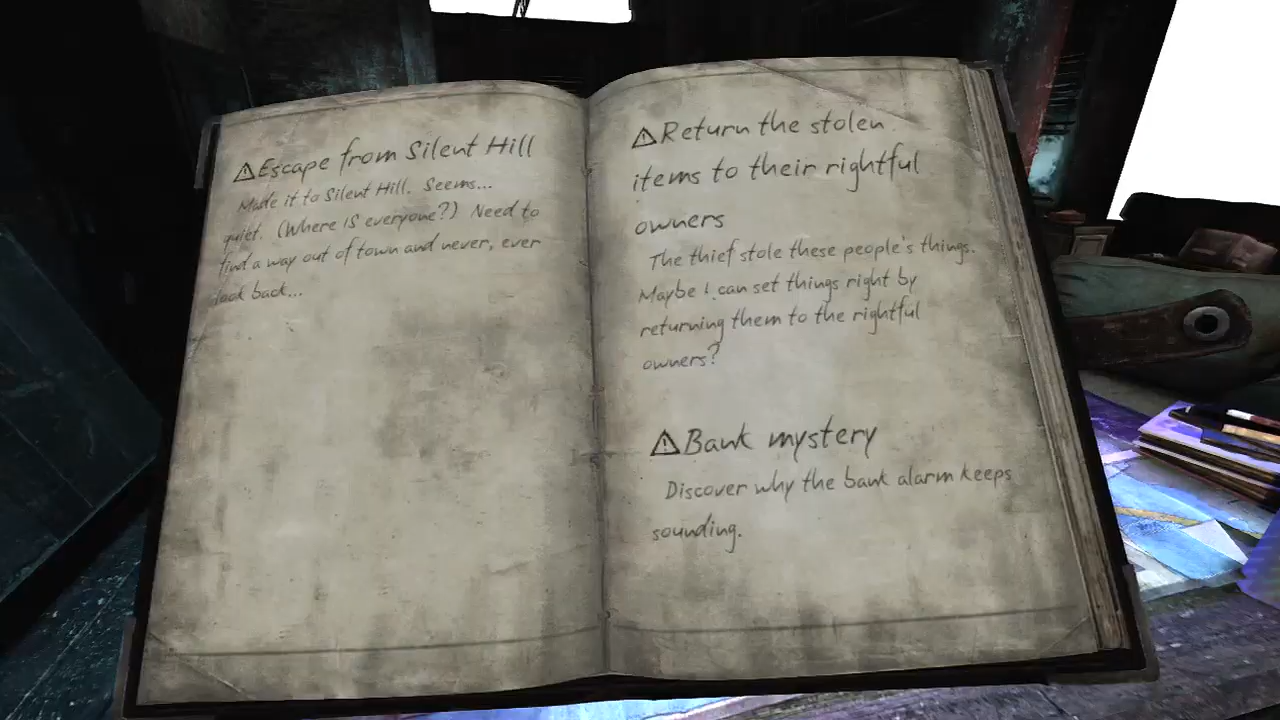 Escape from Silent Hill
Made it to Silent Hill. Seems...
quiet. (Where is everyone?) Need to
find a way out of town and never, ever
look back...
Return the stolen
items to their rightful
owners
The thief stole these people's things.
Maybe I can set things right by
returning them to the rightful
owners?
Bank mystery
Discover why the bank alarm keeps
sounding.